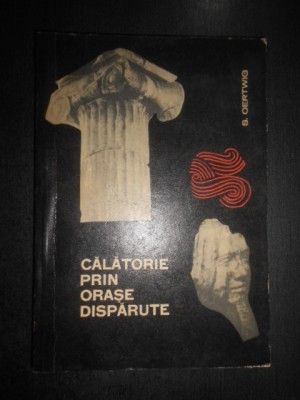 S. OERTWIG
CĂLĂTORIE
PRIN
ORAȘE
DISPĂRUTE